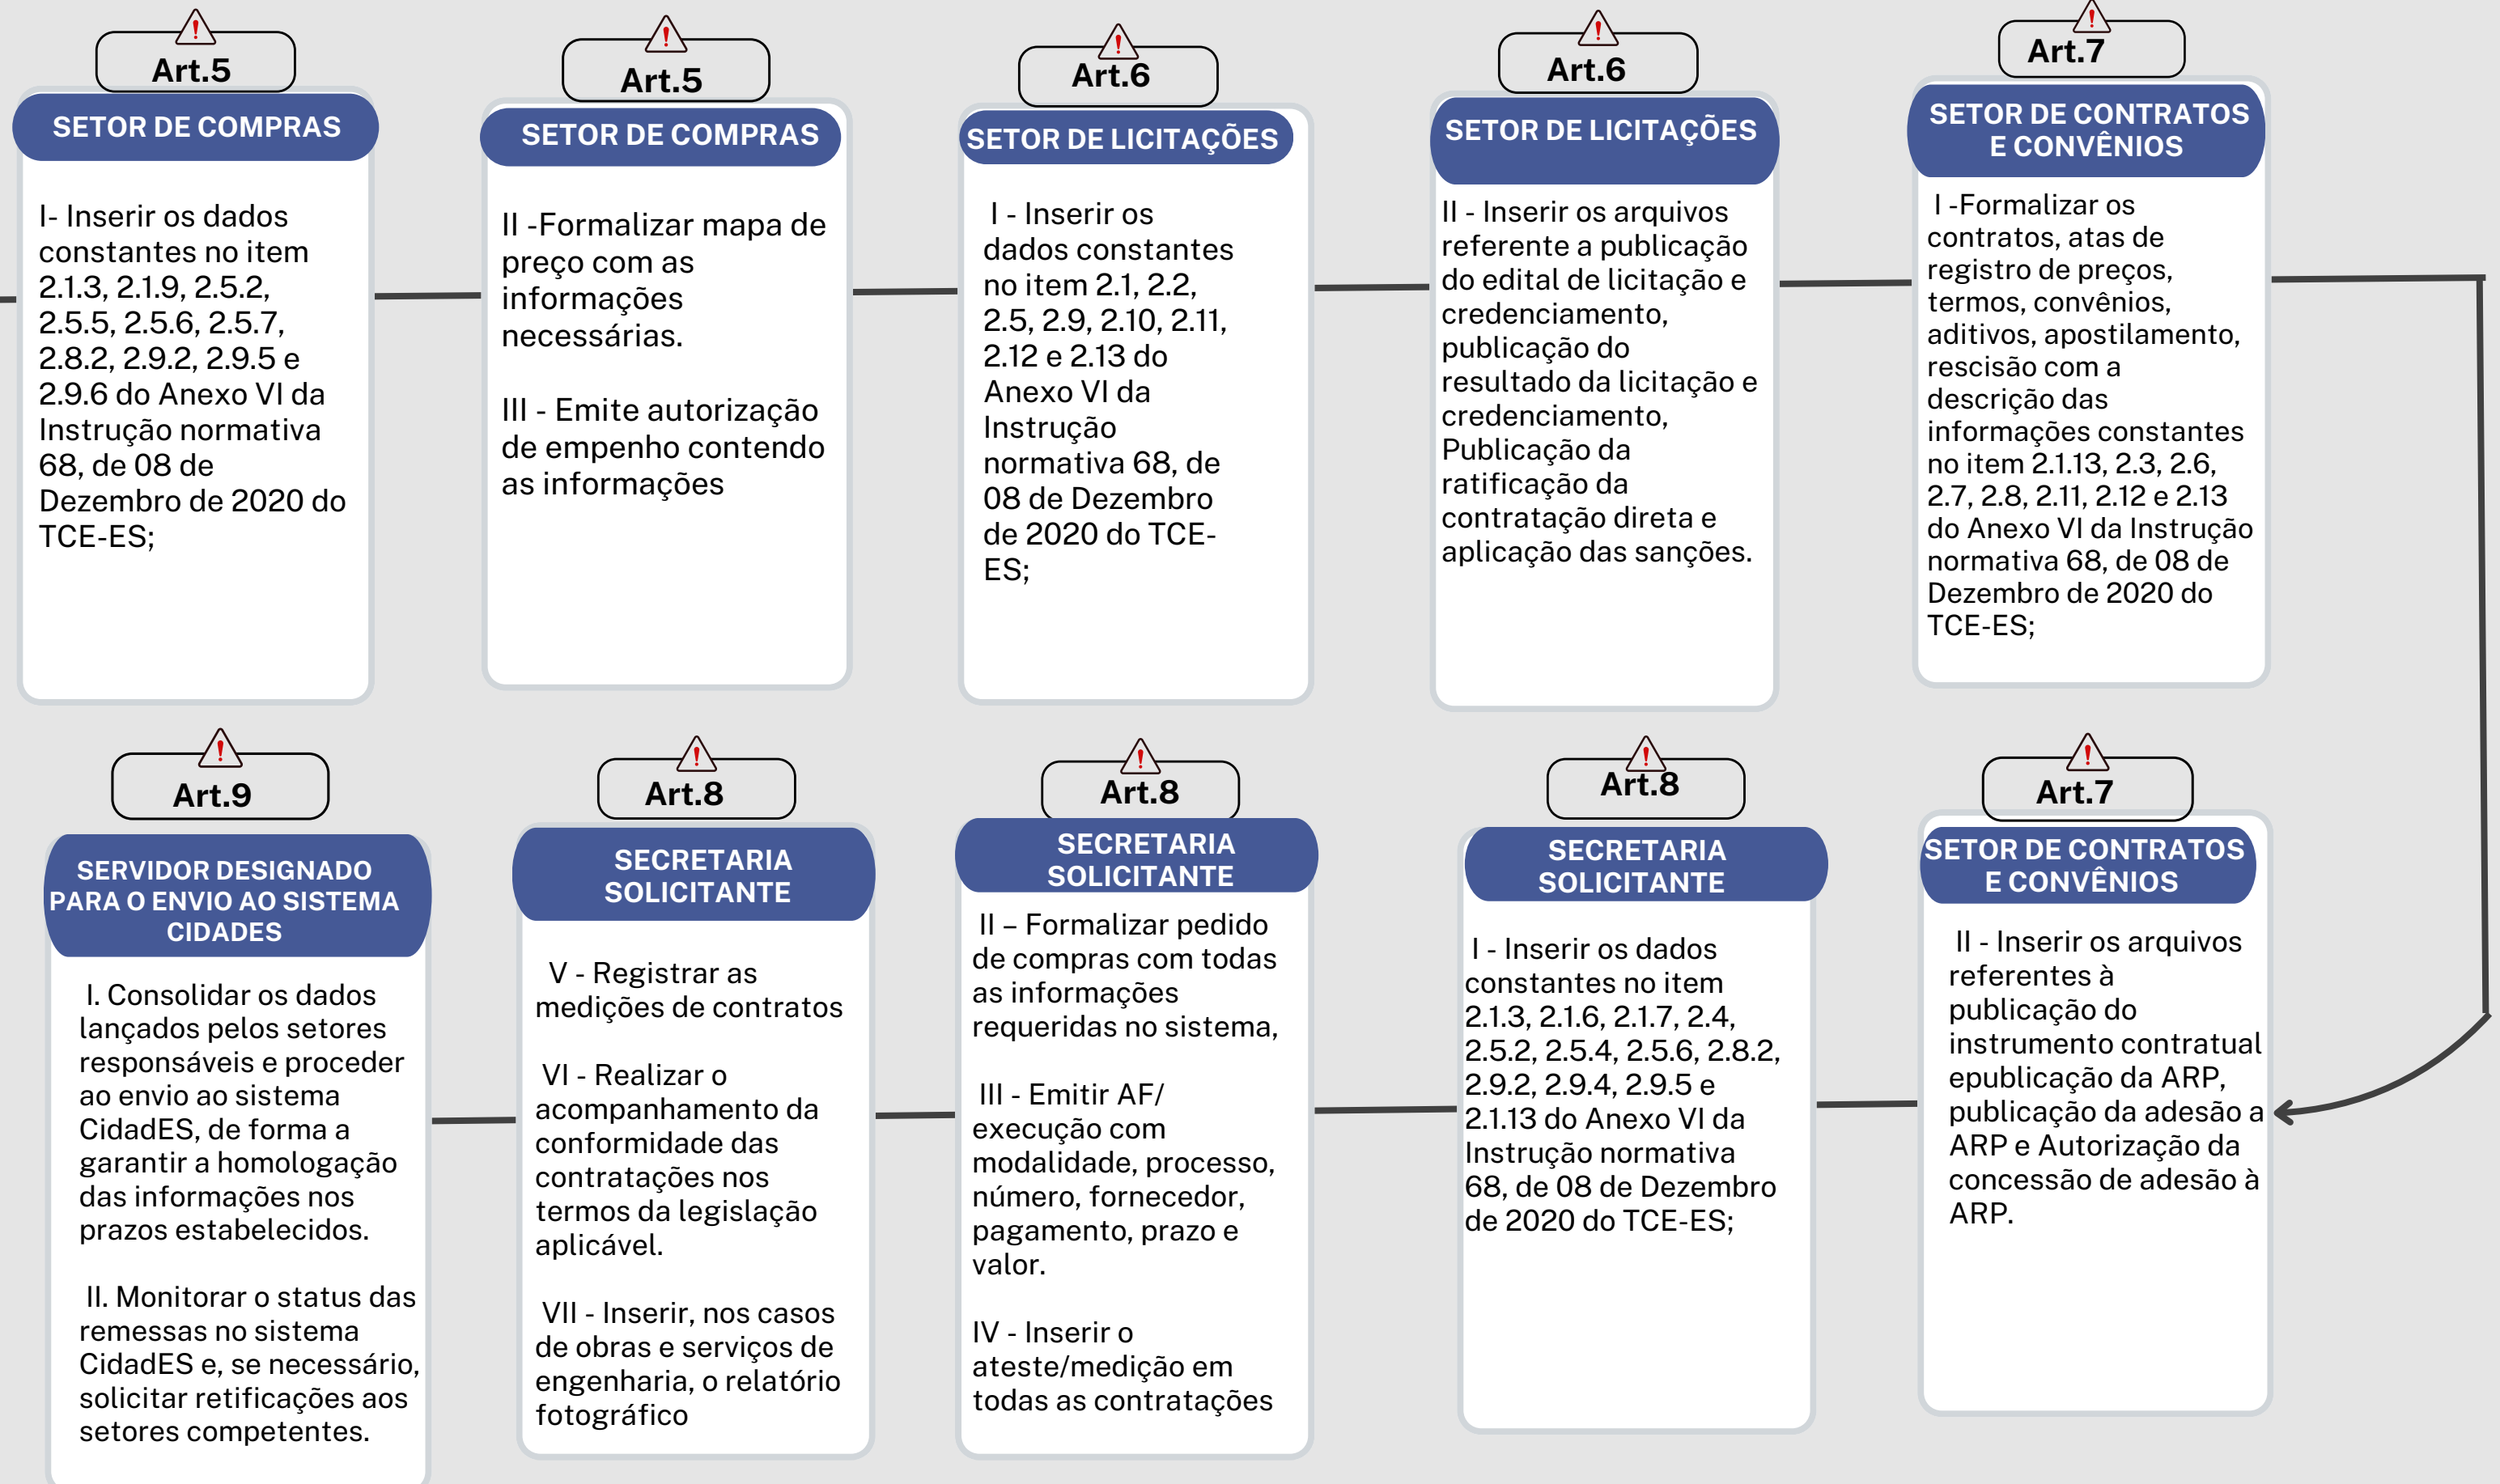 Art.5
SETOR DE COMPRAS
I- Inserir os dados
constantes no item
2.1.3, 2.1.9, 2.5.2,
2.5.5, 2.5.6, 2.5.7,
2.8.2, 2.9.2, 2.9.5 e
2.9.6 do Anexo VI da
Instrução normativa
68, de 08 de
Dezembro de 2020 do
TCE-ES;
Art.5
SETOR DE COMPRAS
II -Formalizar mapa de
preço com as
informações
necessárias.
III - Emite autorização
de empenho contendo
as informações
Art.6
SETOR DE LICITAÇÕES
I - Inserir os
dados constantes
no item 2.1, 2.2,
2.5, 2.9, 2.10, 2.11,
2.12 e 2.13 do
Anexo VI da
Instrução
normativa 68, de
08 de Dezembro
de 2020 do TCE-
ES;
Art.6
SETOR DE LICITAÇÕES
II - Inserir os arquivos
referente a publicação
do edital de licitação e
credenciamento,
publicação do
resultado da licitação e
credenciamento,
Publicação da
ratificação da
contratação direta e
aplicação das sanções.
Art.7
SETOR DE CONTRATOS
E CONVÊNIOS
I -Formalizar os
contratos, atas de
registro de preços,
termos, convênios,
aditivos, apostilamento,
rescisão com a
descrição das
informações constantes
no item 2.1.13, 2.3, 2.6,
2.7, 2.8, 2.11, 2.12 e 2.13
do Anexo VI da Instrução
normativa 68, de 08 de
Dezembro de 2020 do
TCE-ES;
Art.9
SERVIDOR DESIGNADO
PARA O ENVIO AO SISTEMA
CIDADES
I. Consolidar os dados
lançados pelos setores
responsáveis e proceder
ao envio ao sistema
CidadES, de forma a
garantir a homologação
das informações nos
prazos estabelecidos.
II. Monitorar o status das
remessas no sistema
CidadES e, se necessário,
solicitar retificações aos
setores competentes.
Art.8
SECRETARIA
SOLICITANTE
V - Registrar as
medições de contratos
VI - Realizar o
acompanhamento da
conformidade das
contratações nos
termos da legislação
aplicável.
VII - Inserir, nos casos
de obras e serviços de
engenharia, o relatório
fotográfico
Art.8
SECRETARIA
SOLICITANTE
II – Formalizar pedido
de compras com todas
as informações
requeridas no sistema,
III - Emitir AF/
execução com
modalidade, processo,
número, fornecedor,
pagamento, prazo e
valor.
IV - Inserir o
ateste/medição em
todas as contratações
Art.8
SECRETARIA
SOLICITANTE
I - Inserir os dados
constantes no item
2.1.3, 2.1.6, 2.1.7, 2.4,
2.5.2, 2.5.4, 2.5.6, 2.8.2,
2.9.2, 2.9.4, 2.9.5 e
2.1.13 do Anexo VI da
Instrução normativa
68, de 08 de Dezembro
de 2020 do TCE-ES;
Art.7
SETOR DE CONTRATOS
E CONVÊNIOS
II - Inserir os arquivos
referentes à
publicação do
instrumento contratual
epublicação da ARP,
publicação da adesão a
ARP e Autorização da
concessão de adesão à
ARP.